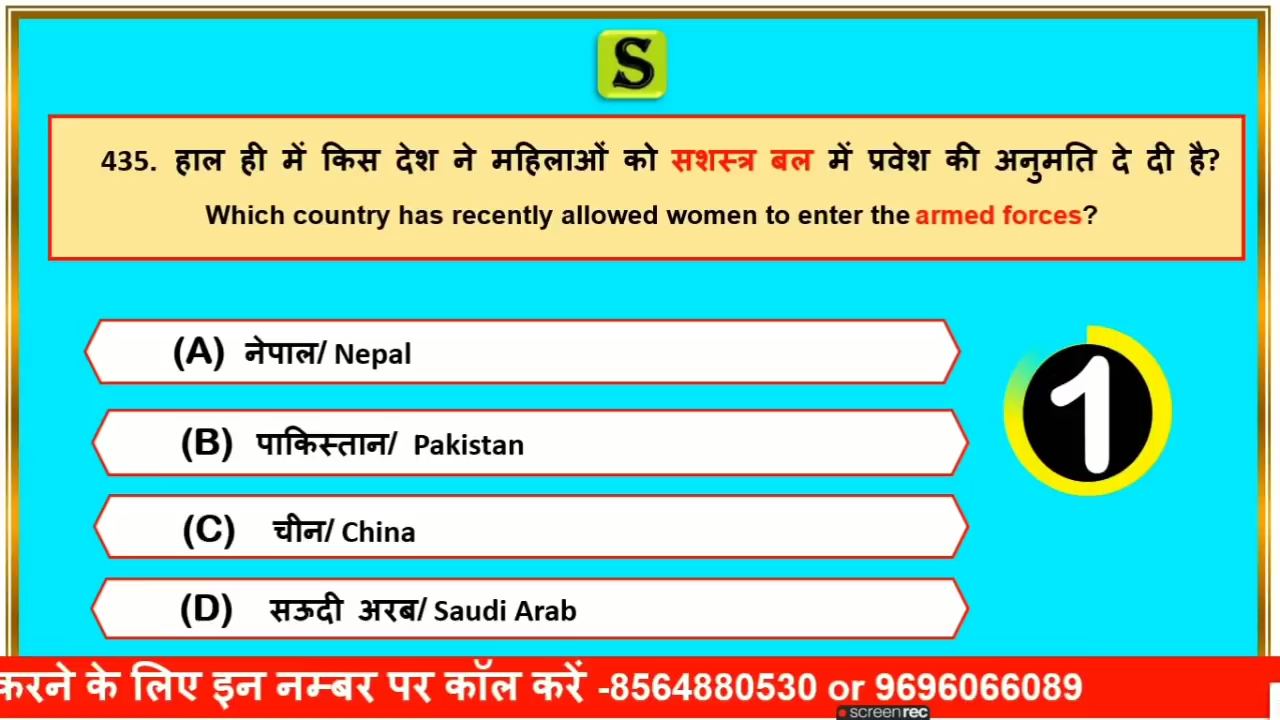 S
435. हाल ही में किस देश ने महिलाओं को सशस्त्र बल में प्रवेश की अनुमति दे दी है?
Which country has recently allowed women to enter the armed forces?
(A) नेपाल/ Nepal
1
(B) पाकिस्तान/ Pakistan
(C) चीन/ China
(D) सऊदी अरब/ Saudi Arab
करने के लिए इन नम्बर पर कॉल करें -8564880530 or 9696066089
screenrec